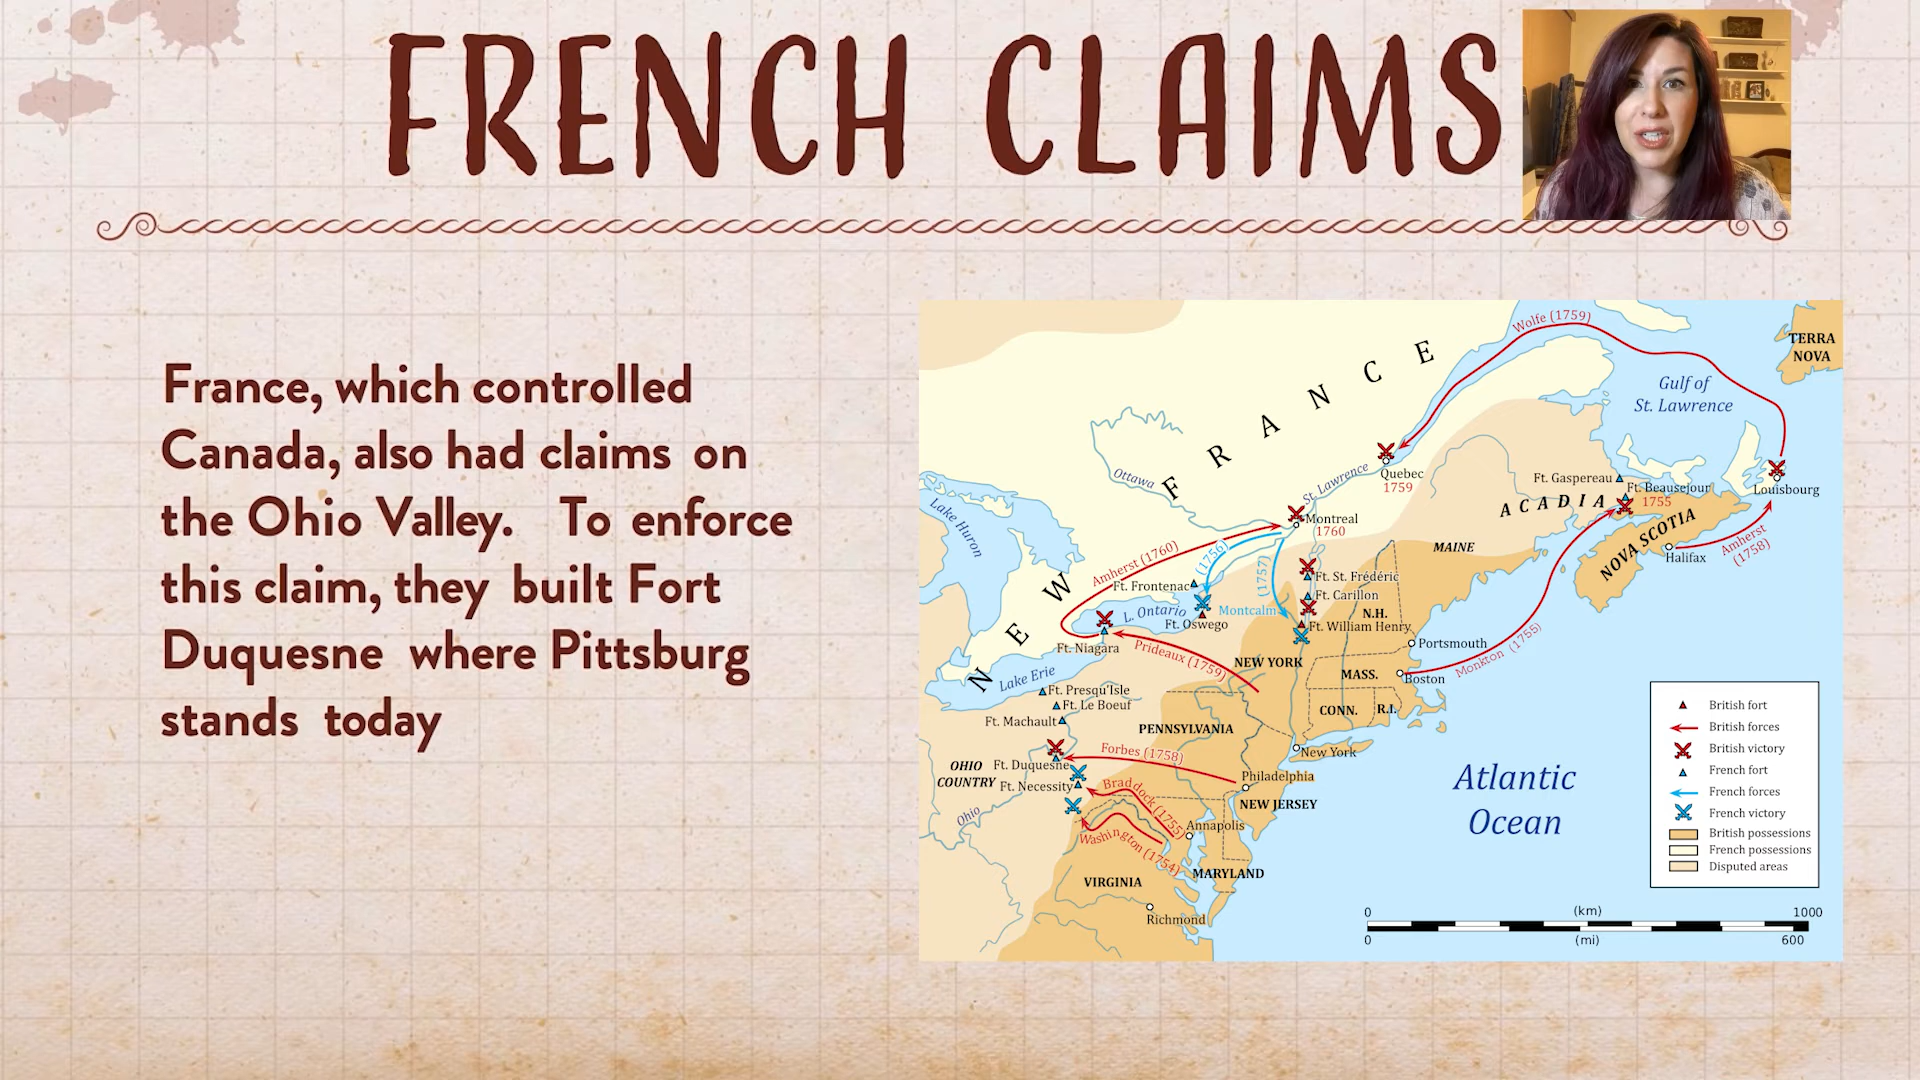 FRENCH CLAIMS
France, which controlled
Canada, also had claims on
the Ohio Valley. To enforce
this claim, they built Fort
Duquesne where Pittsburg
stands today
Wolfe (1759)
TERRA
NOVA
Gulf of
St. Lawrence
NEW FRANCE
Ottawa
St. Lawrence
Quebec
1759
Ft. Gaspereau
Ft. Beausejour
1755
Louisbourg
ACADIA
NOVA SCOTIA
Halifax
Amherst
(1758)
Lake Huron
Montreal
1760
MAINE
Amherst (1760)
(1756)
(1757)
Ft. St. Frédéric
Ft. Frontenac
Ft. Carillon
L. Ontario
Montcalm
N.H.
Ft. Oswego
Ft. William Henry
Ft. Niagara
Prideaux (1759)
Portsmouth
Monkton (1755)
NEW YORK
MASS.
Boston
Lake Erie
Ft. Presqu'Isle
Ft. Le Boeuf
CONN.
R.I.
Ft. Machault
PENNSYLVANIA
New York
Forbes (1758)
OHIO
COUNTRY
Ft. Duquesne
Ft. Necessity
Philadelphia
Braddock (1755)
NEW JERSEY
Ohio
Annapolis
Washington (1754)
MARYLAND
VIRGINIA
Richmond
Atlantic
Ocean
British fort
British forces
British victory
French fort
French forces
French victory
British possessions
French possessions
Disputed areas
0 (km) 1000
0 (mi) 600